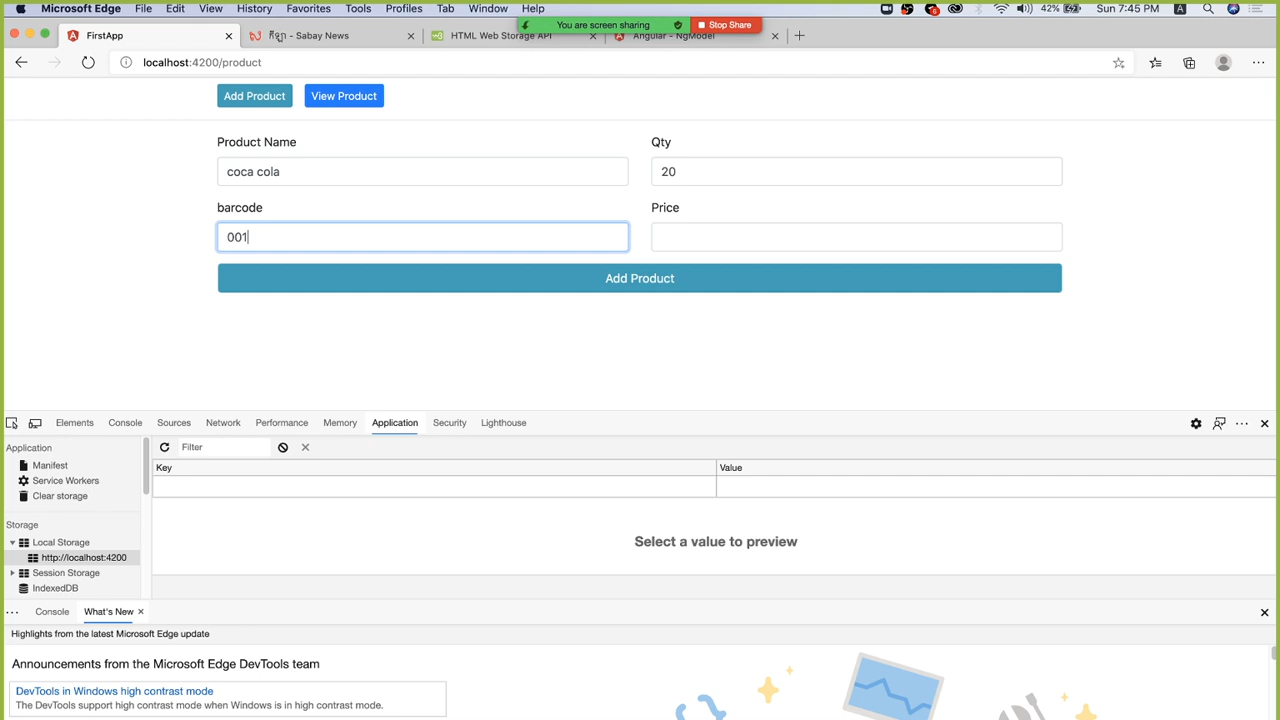 Microsoft Edge File Edit View History Tools Profiles Tab Window Help 42% Sun 7:45 PM
You are screen sharing Stop Share
FirstApp កីឡា - Sabay News HTML Web Storage API Angular - NgModel
localhost:4200/product
Add Product View Product
Product Name Qty
coca cola 20
barcode Price
001
Add Product
Elements Console Sources Network Performance Memory Application Security Lighthouse
Application Filter
Manifest Key Value
Service Workers
Clear storage
Storage
Local Storage Select a value to preview
http://localhost:4200
Session Storage
IndexedDB
Console What's New
Highlights from the latest Microsoft Edge update
Announcements from the Microsoft Edge DevTools team
DevTools in Windows high contrast mode
The DevTools support high contrast mode when Windows is in high contrast mode.